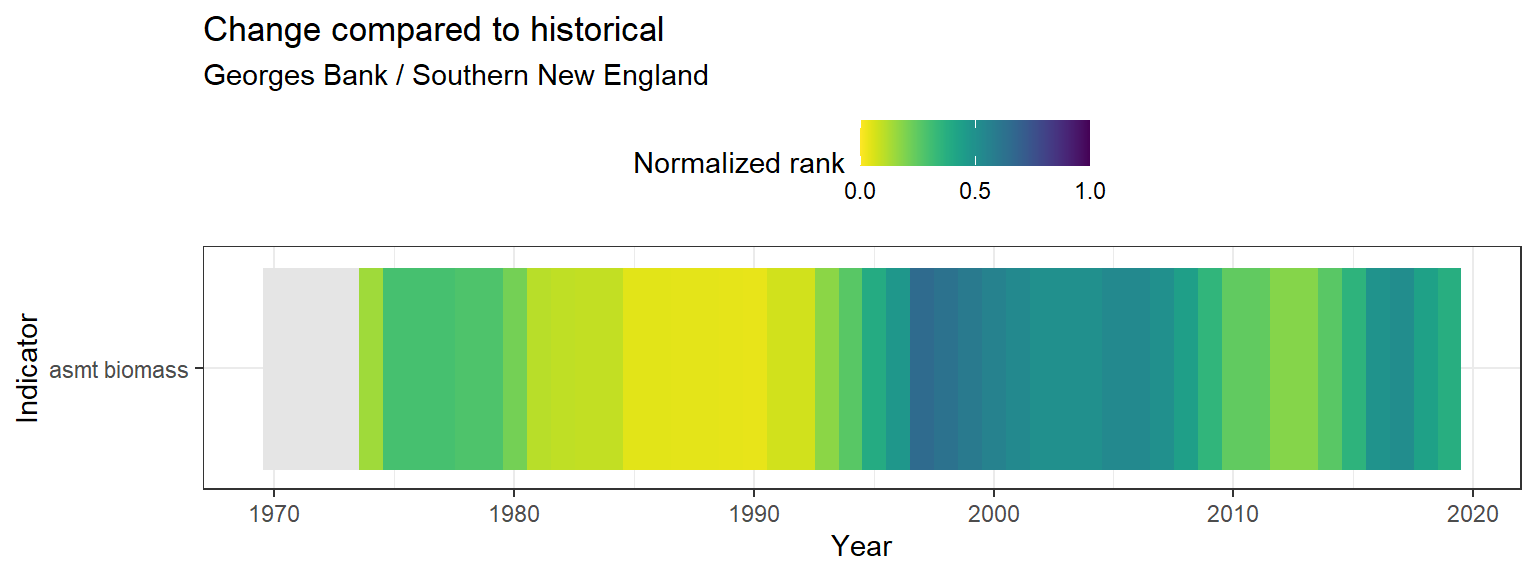 Change compared to historical
Georges Bank / Southern New England
Normalized rank
0.0 0.5 1.0
Indicator
asmt biomass
1970 1980 1990 2000 2010 2020
Year